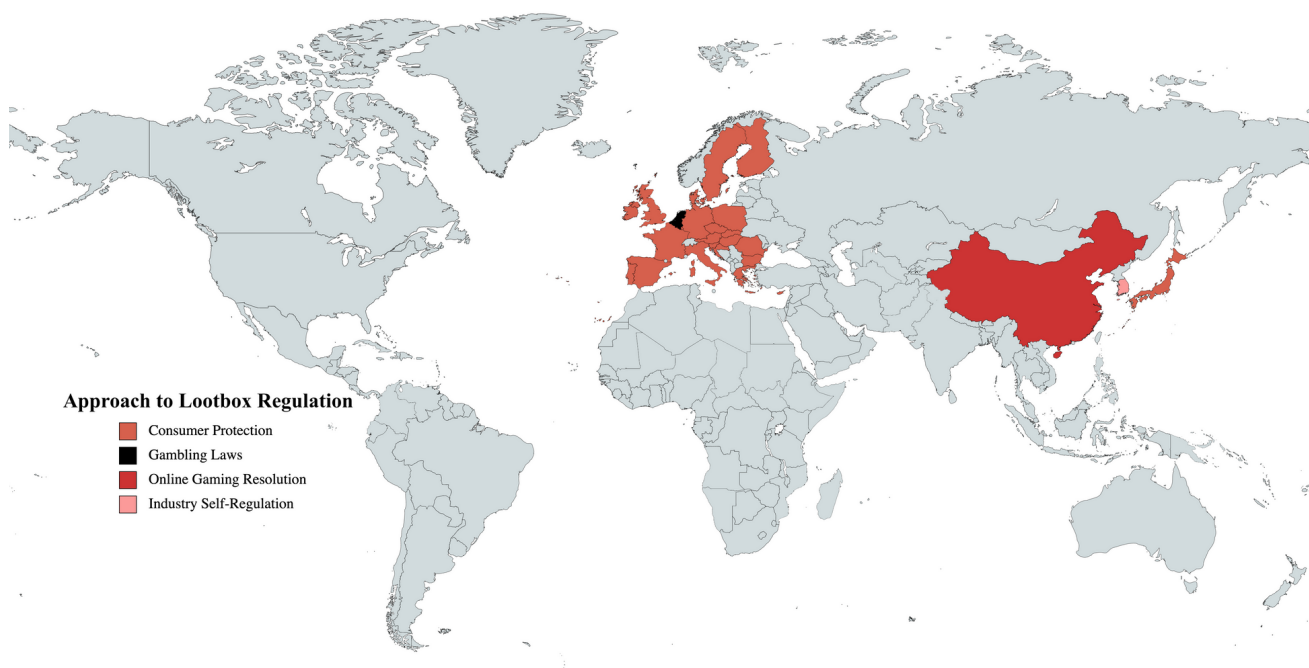 Approach to Lootbox Regulation
Consumer Protection
Gambling Laws
Online Gaming Resolution
Industry Self-Regulation